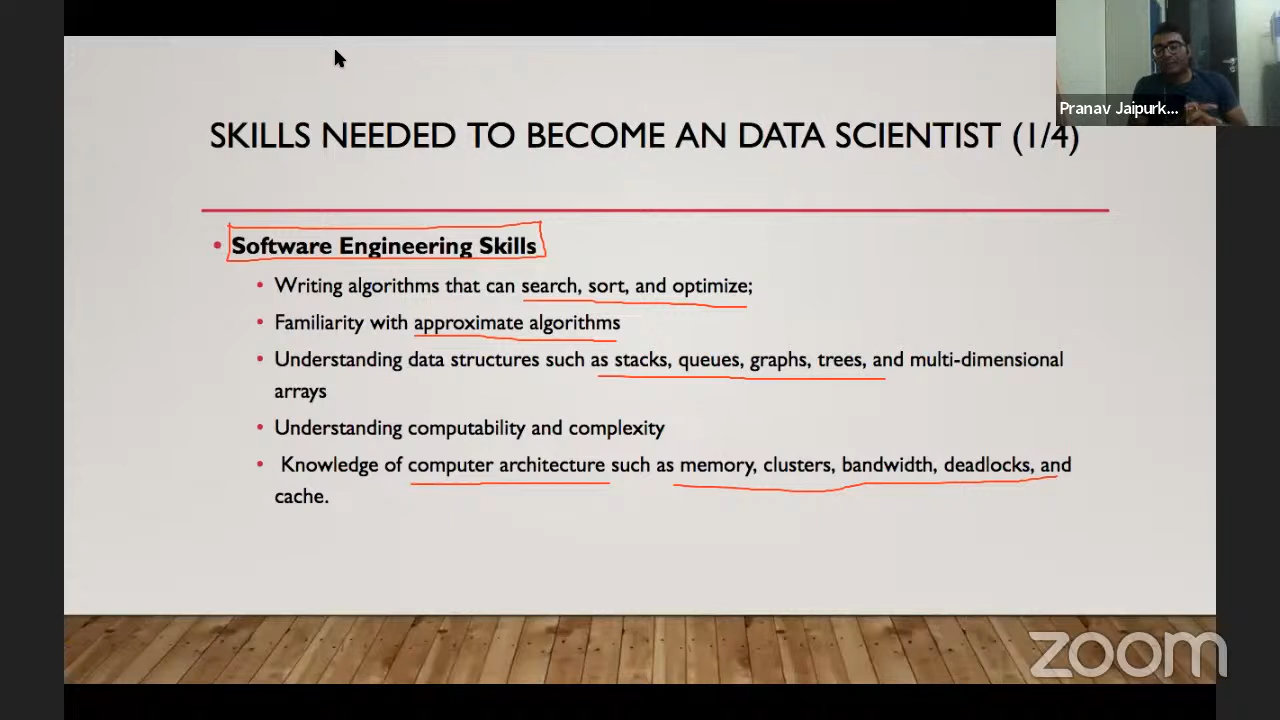 Pranav Jaipurk...
SKILLS NEEDED TO BECOME AN DATA SCIENTIST (1/4)
• Software Engineering Skills
• Writing algorithms that can search, sort, and optimize;
• Familiarity with approximate algorithms
• Understanding data structures such as stacks, queues, graphs, trees, and multi-dimensional
arrays
• Understanding computability and complexity
• Knowledge of computer architecture such as memory, clusters, bandwidth, deadlocks, and
cache.
zoom